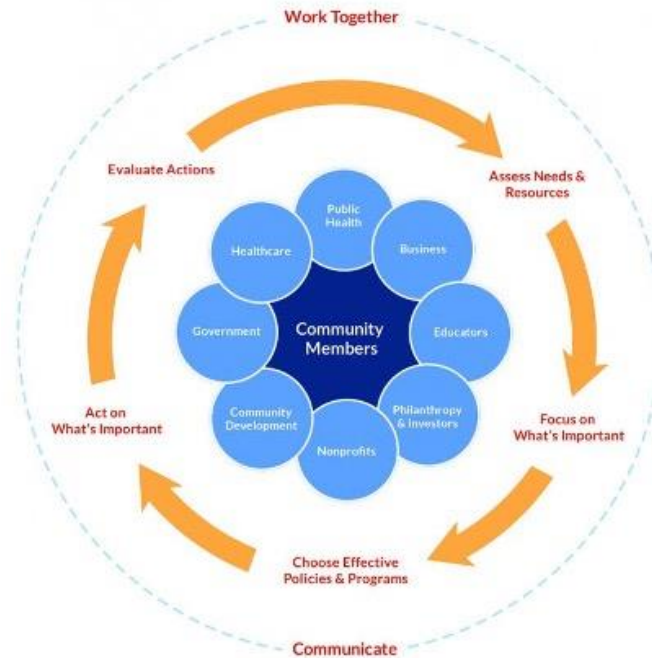 Work Together
Evaluate Actions
Assess Needs &
Resources
Public
Health
Healthcare
Business
Government
Community
Members
Educators
Act on
What's Important
Community
Development
Philanthropy
& Investors
Focus on
What's Important
Nonprofits
Choose Effective
Policies & Programs
Communicate